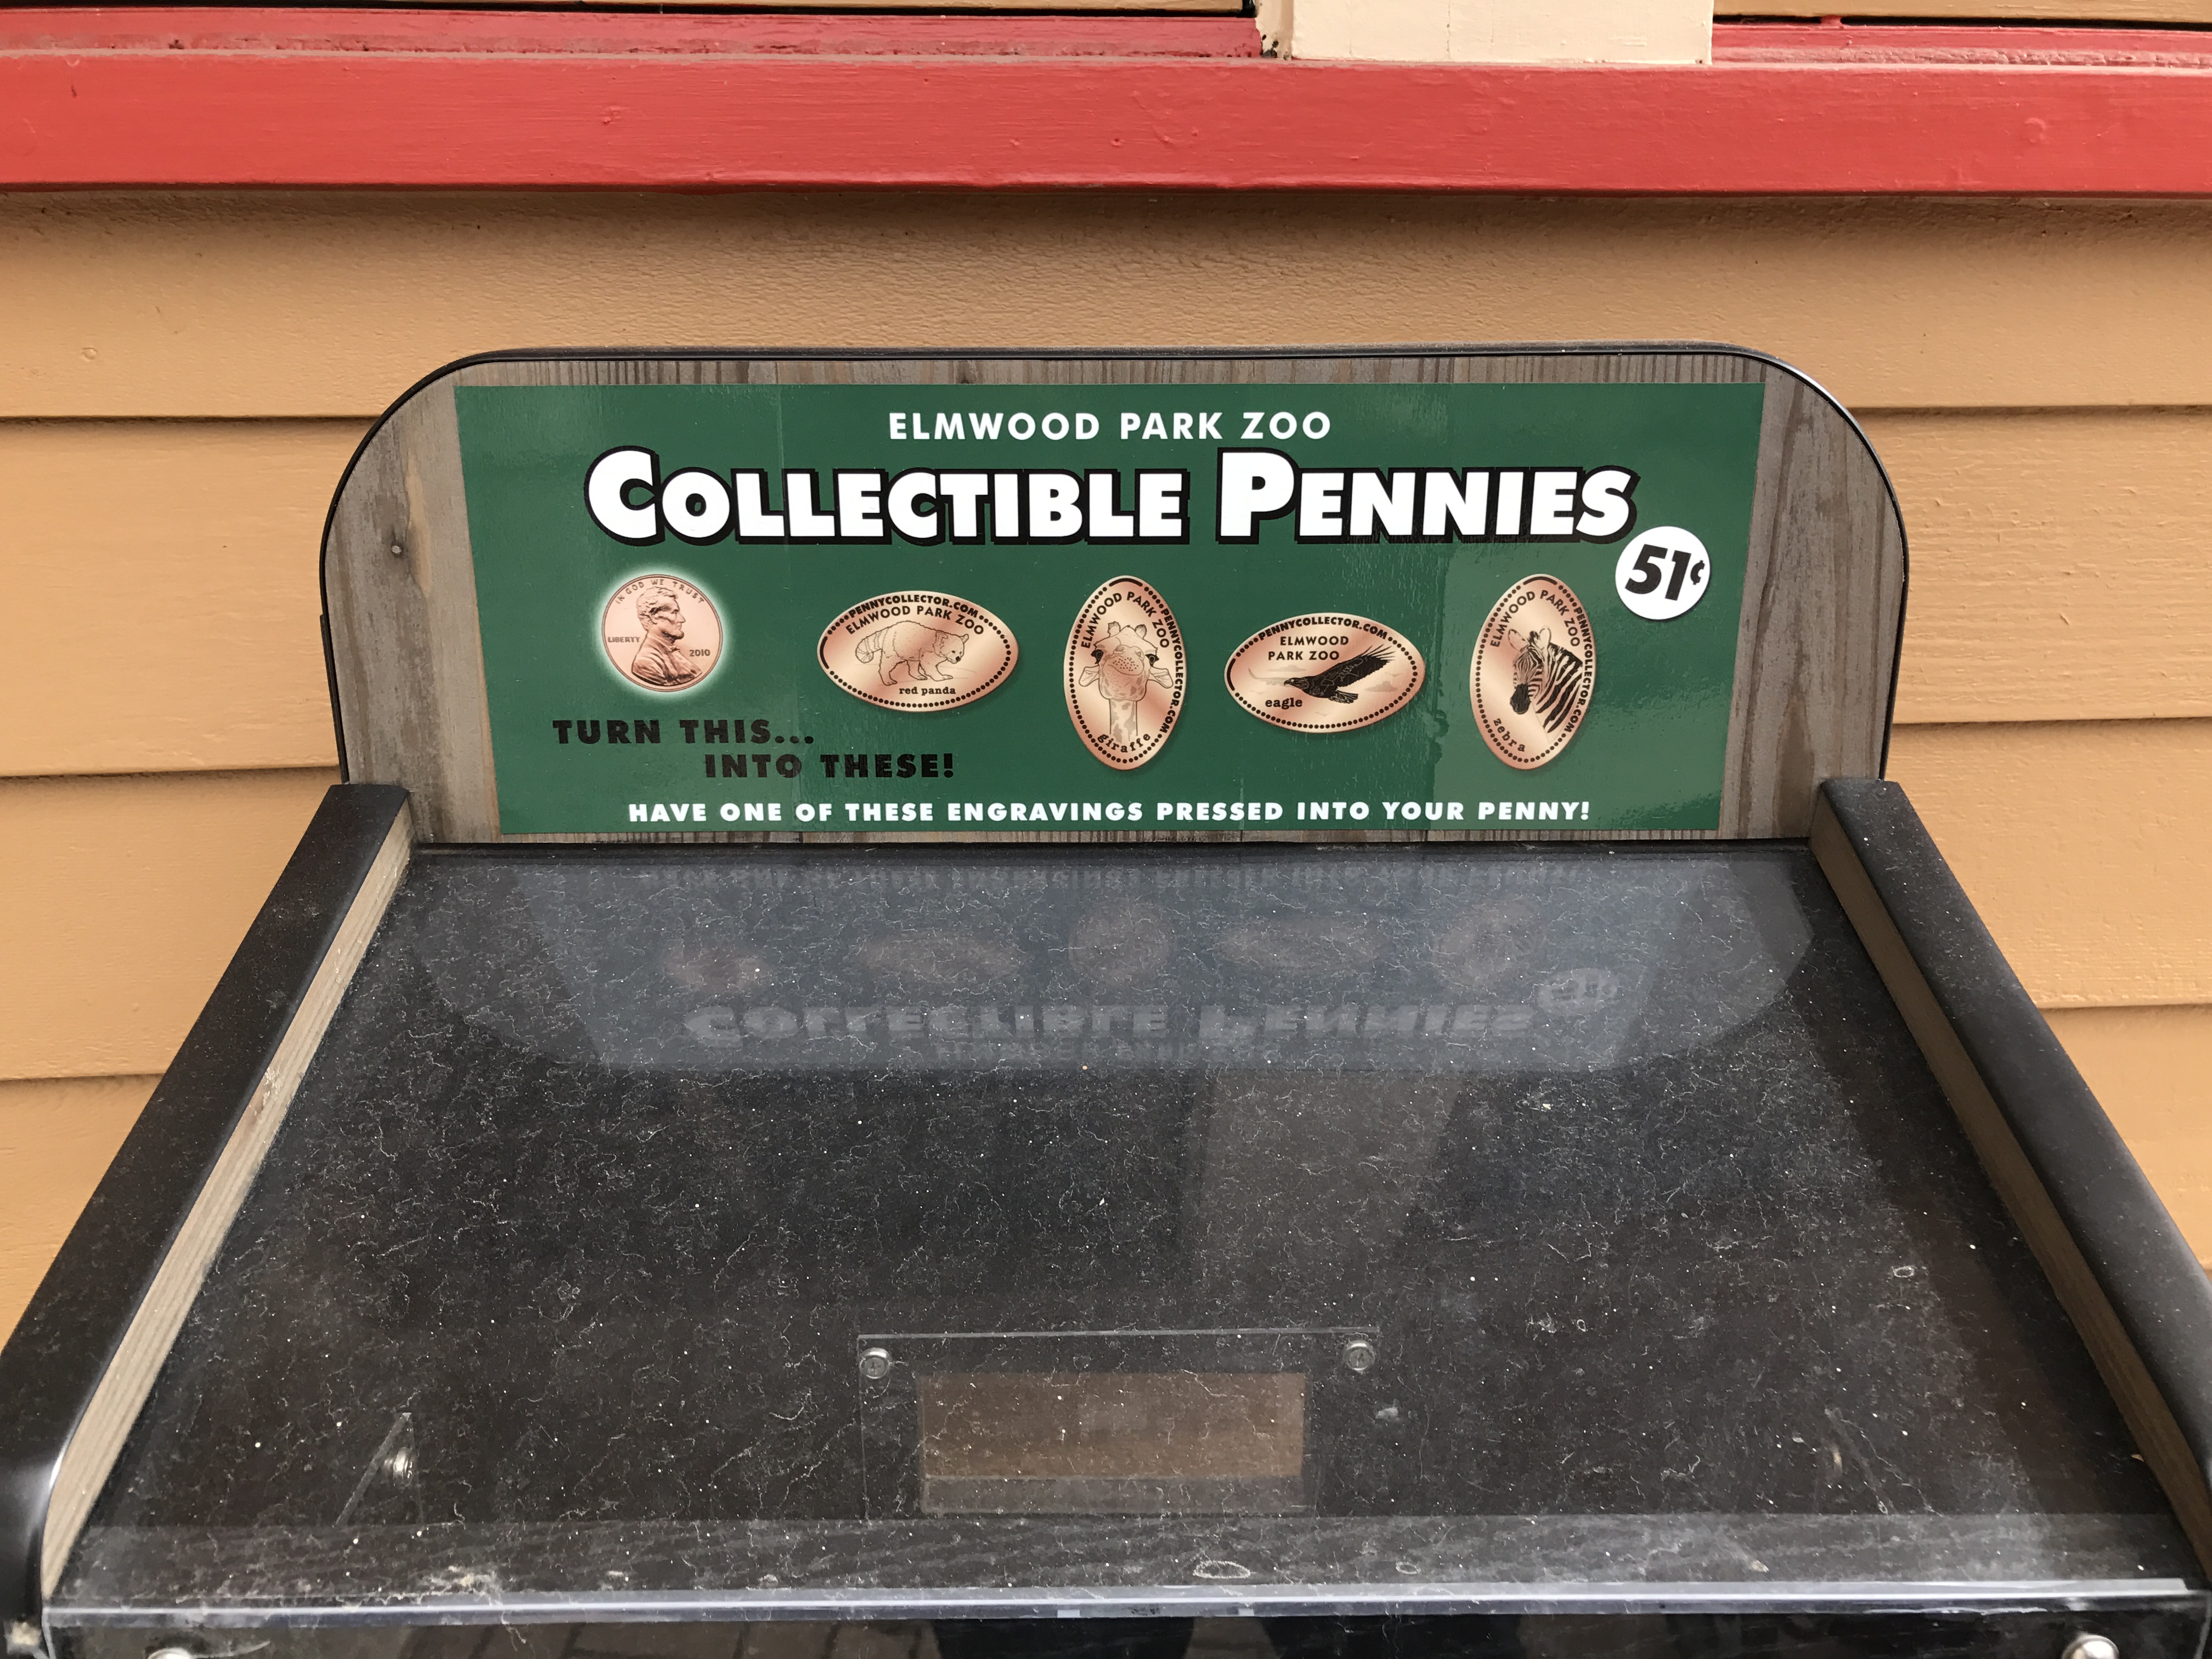 ELMWOOD PARK ZOO
COLLECTIBLE PENNIES
51¢
IN GOD WE TRUST
LIBERTY
2010
PENNYCOLLECTOR.COM
ELMWOOD PARK ZOO
red panda
ELMWOOD PARK ZOO
PENNYCOLLECTOR.COM
giraffe
PENNYCOLLECTOR.COM
ELMWOOD
PARK ZOO
eagle
ELMWOOD PARK ZOO
PENNYCOLLECTOR.COM
zebra
TURN THIS...
INTO THESE!
HAVE ONE OF THESE ENGRAVINGS PRESSED INTO YOUR PENNY!